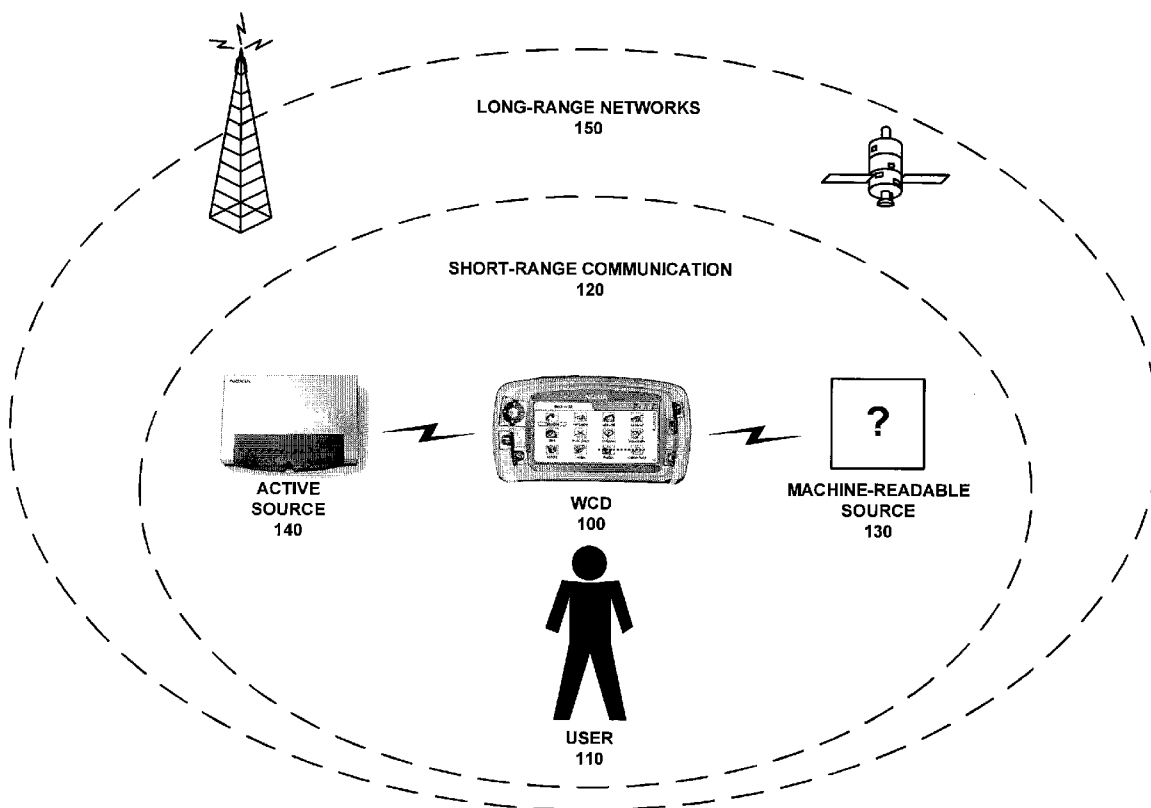 LONG-RANGE NETWORKS
150
SHORT-RANGE COMMUNICATION
120
NOKIA
?
ACTIVE
SOURCE
140
WCD
100
MACHINE-READABLE
SOURCE
130
USER
110